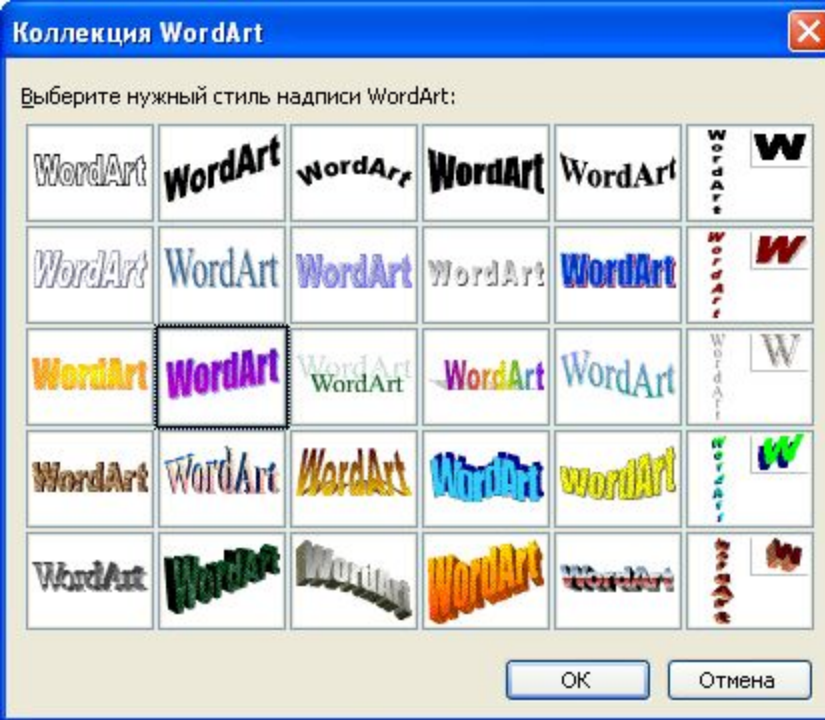 Коллекция WordArt
Выберите нужный стиль надписи WordArt:
WordArt WordArt WordArt WordArt WordArt WordArt W
WordArt WordArt WordArt WordArt WordArt WordArt W
WordArt WordArt WordArt WordArt WordArt WordArt WordArt W
WordArt WordArt WordArt WordArt WordArt WordArt W
WordArt WordArt WordArt WordArt WordArt WordArt W
ОК Отмена